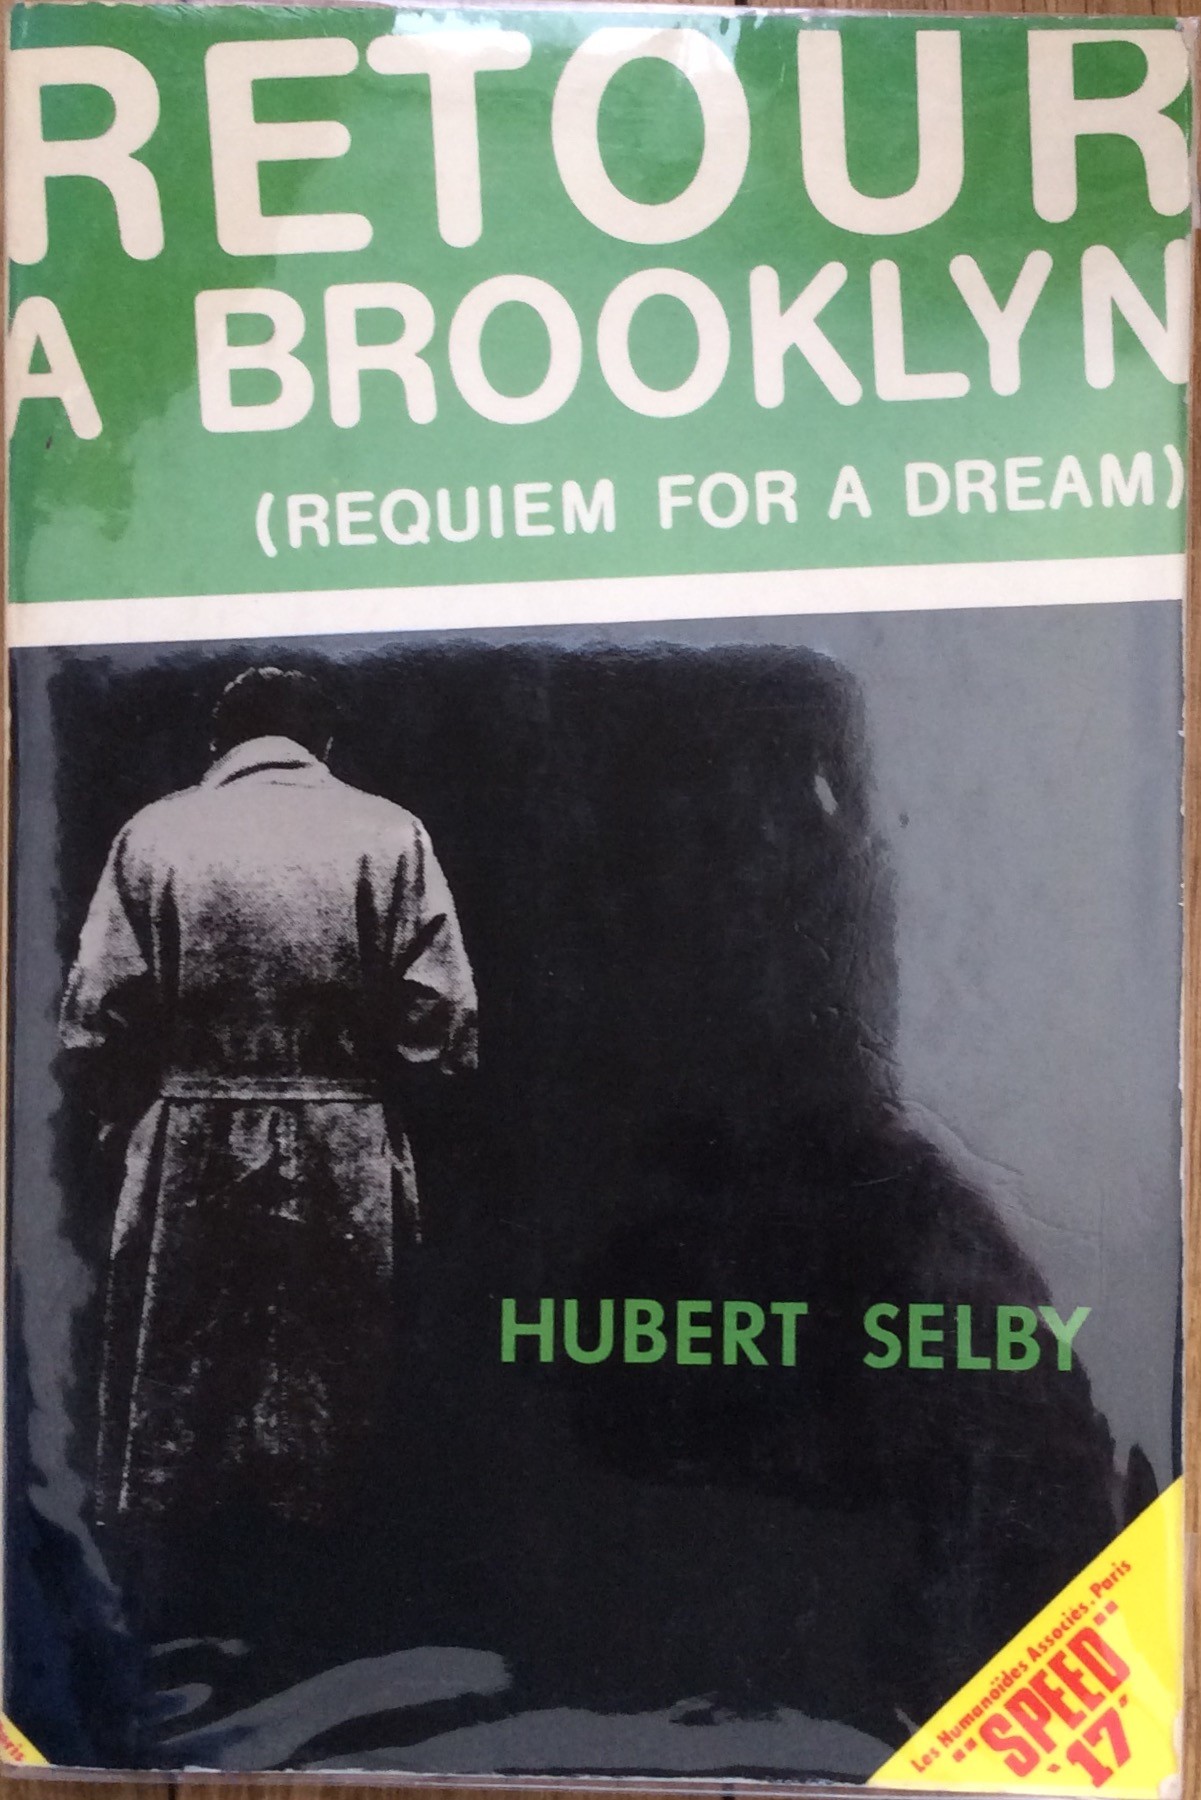 RETOUR
A BROOKLYN
(REQUIEM FOR A DREAM)
HUBERT SELBY
Les Humanoïdes Associés. Paris
"SPEED"
'17'